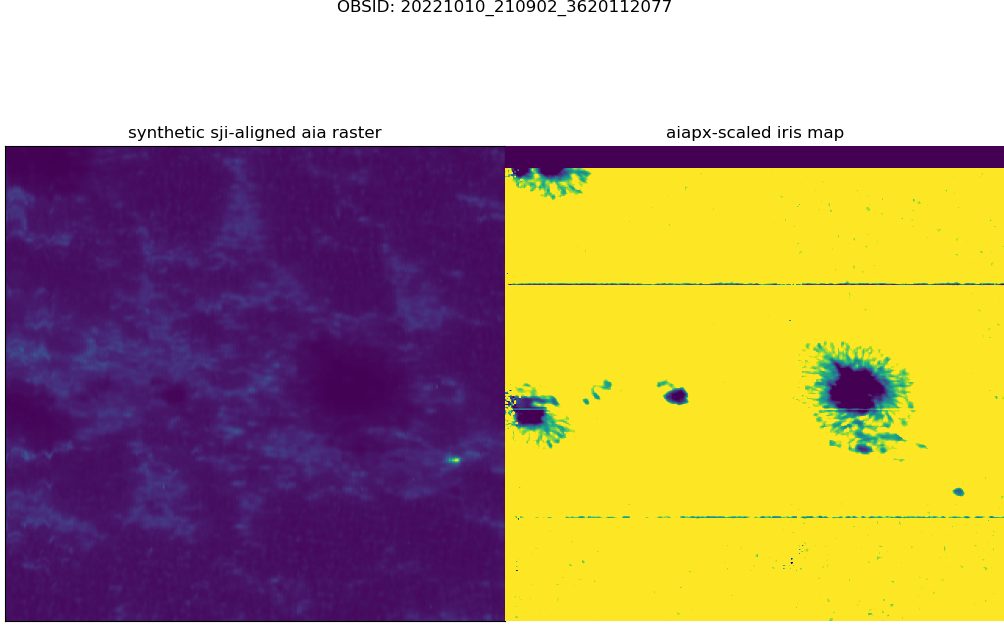 OBSID: 20221010_210902_3620112077
synthetic sji-aligned aia raster
aiapx-scaled iris map